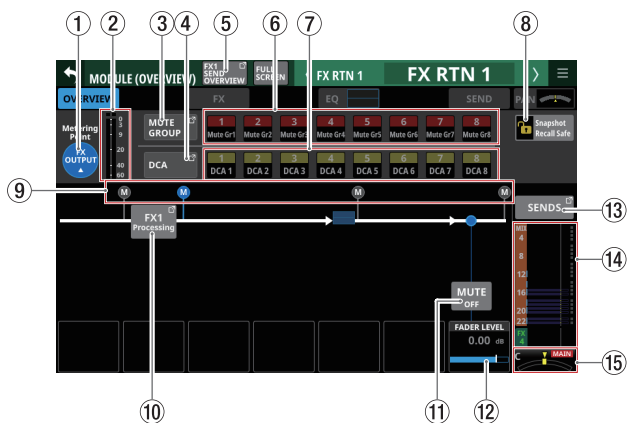 1 2 3 4 5 6 7 8
MODULE (OVERVIEW)
FX1
SEND
OVERVIEW
FULL
SCREEN
FX RTN 1
FX RTN 1
OVERVIEW
FX
EQ
SEND
PAN
Metering
Point
FX
OUTPUT
0
3
9
20
40
60
MUTE
GROUP
1 2 3 4 5 6 7 8
Mute Gr1 Mute Gr2 Mute Gr3 Mute Gr4 Mute Gr5 Mute Gr6 Mute Gr7 Mute Gr8
Snapshot
Recall Safe
DCA
1 2 3 4 5 6 7 8
DCA 1 DCA 2 DCA 3 DCA 4 DCA 5 DCA 6 DCA 7 DCA 8
9
M M M M
FX1
Processing
SENDS
13
MIX
4
8
12
16
20
22
FX
4
14
MUTE
OFF
FADER LEVEL
0.00 dB
C
MAIN
15
10 11 12